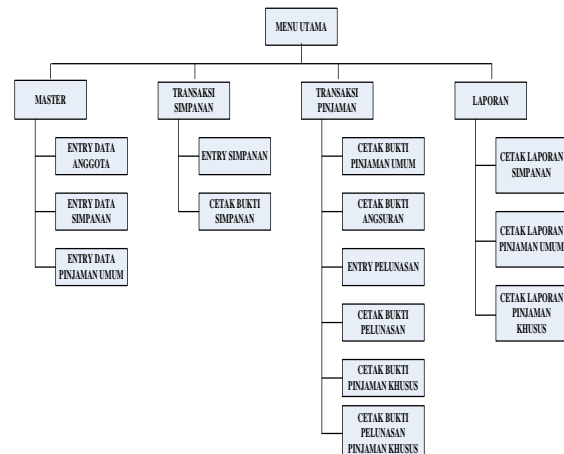 MENU UTAMA
MASTER
ENTRY DATA
ANGGOTA
ENTRY DATA
SIMPANAN
ENTRY DATA
PINJAMAN UMUM
TRANSAKSI
SIMPANAN
ENTRY SIMPANAN
CETAK BUKTI
SIMPANAN
TRANSAKSI
PINJAMAN
CETAK BUKTI
PINJAMAN UMUM
CETAK BUKTI
ANGSURAN
ENTRY PELUNASAN
CETAK BUKTI
PELUNASAN
CETAK BUKTI
PINJAMAN KHUSUS
CETAK BUKTI
PELUNASAN
PINJAMAN KHUSUS
LAPORAN
CETAK LAPORAN
SIMPANAN
CETAK LAPORAN
PINJAMAN UMUM
CETAK LAPORAN
PINJAMAN
KHUSUS